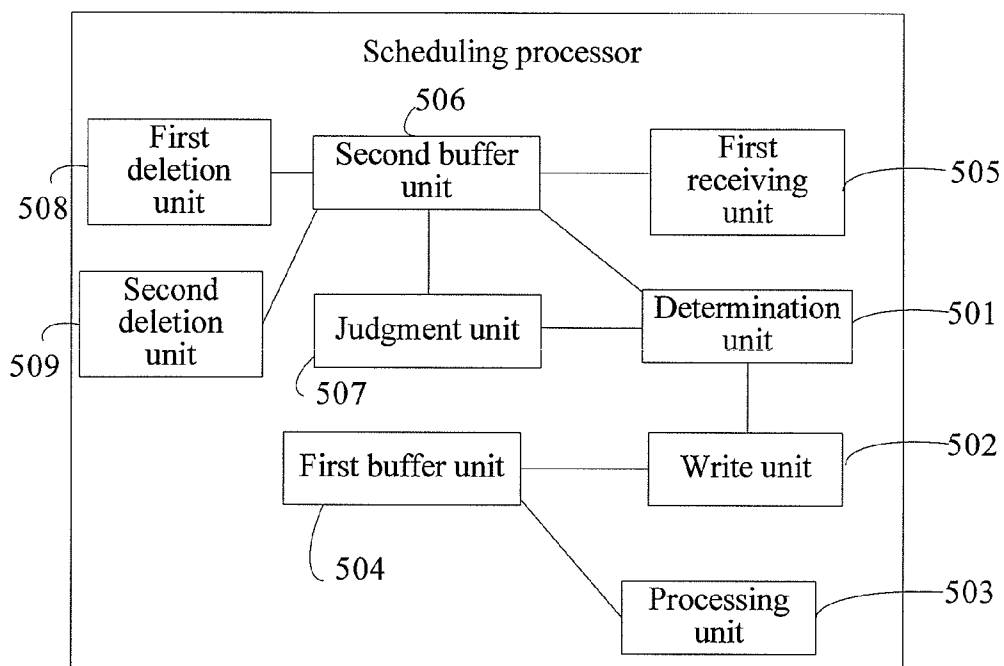 Scheduling processor
506
First
deletion
unit
508
Second buffer
unit
First
receiving
unit
505
Second
deletion
unit
509
Judgment unit
507
Determination
unit
501
First buffer unit
504
Write unit
502
Processing
unit
503